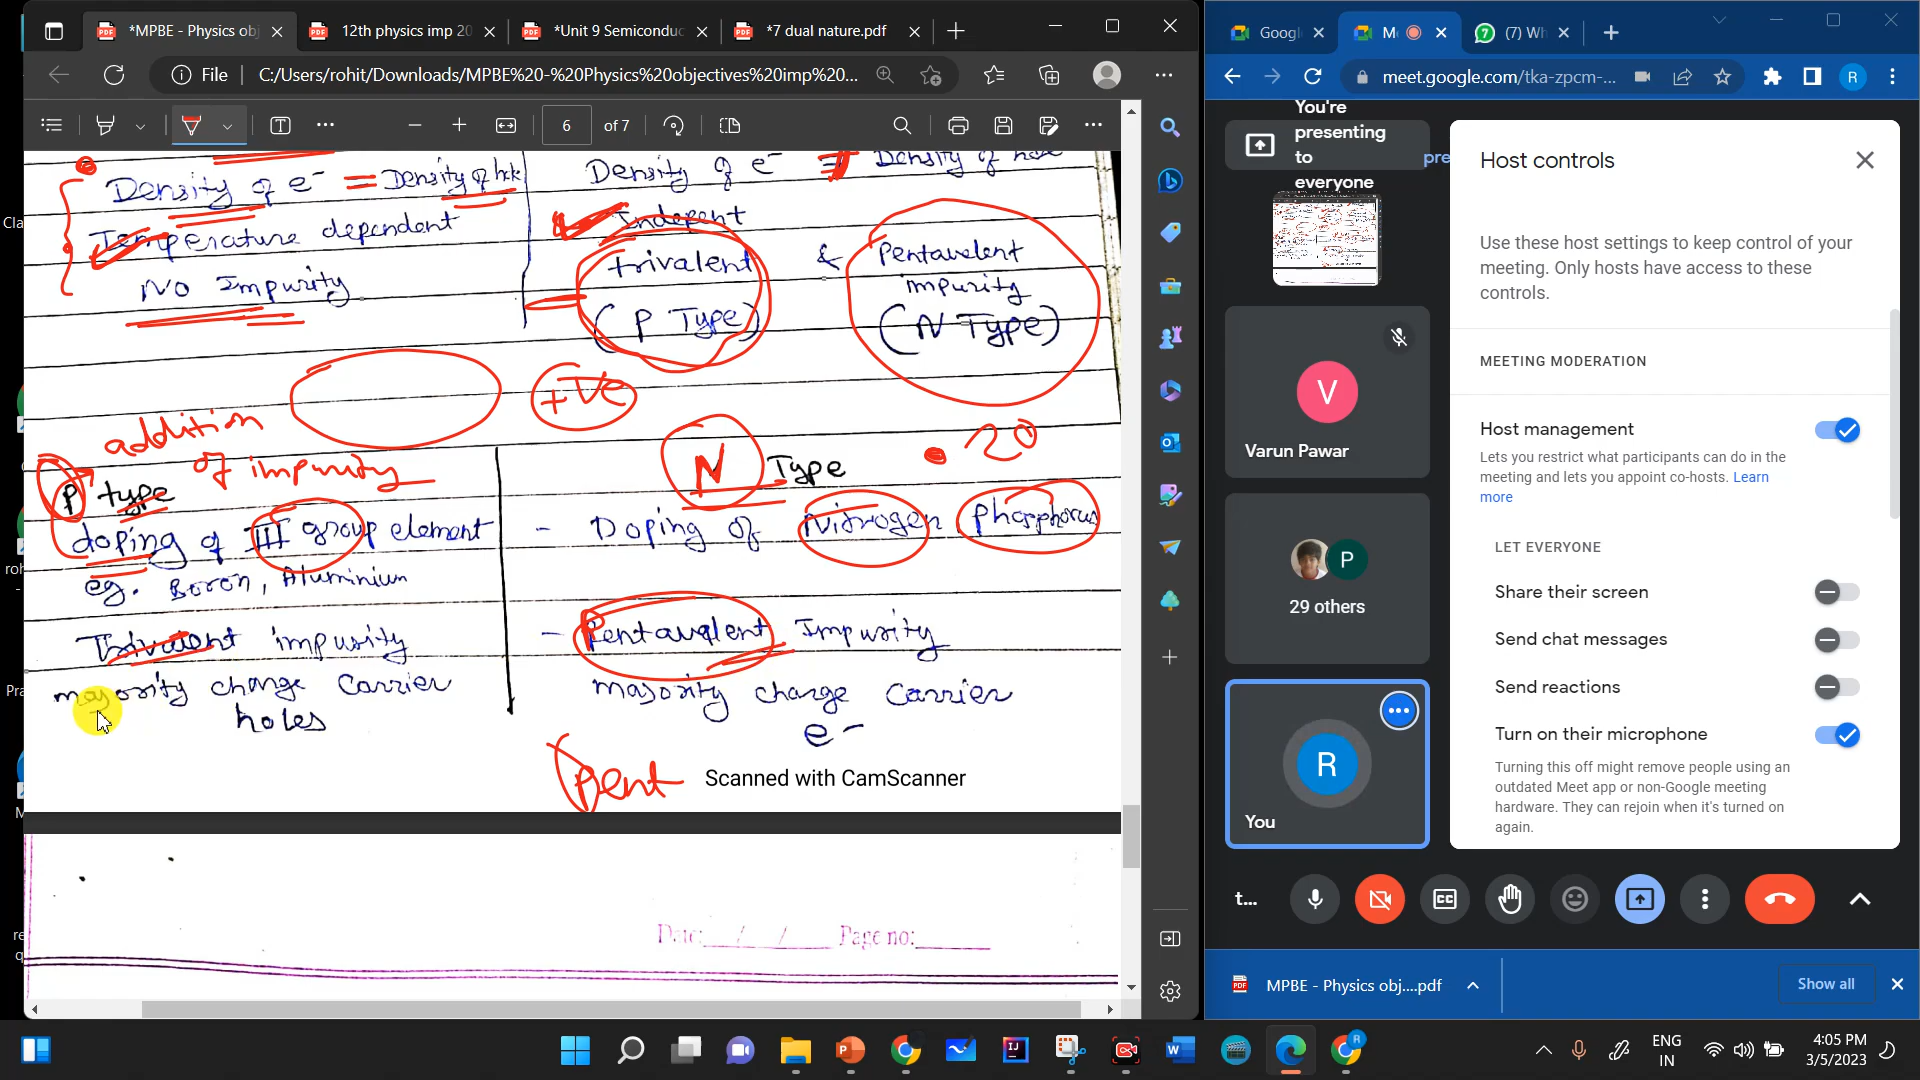 *MPBE - Physics obj
12th physics imp 20
*Unit 9 Semiconduc
*7 dual nature.pdf
File
C:/Users/rohit/Downloads/MPBE%20-%20Physics%20objectives%20imp%20...
6 of 7
Density of e- = Density of hole
Temperature dependent
No Impurity
Density of e- Density of hole
Indepent
trivalent & Pentavalent
impurity
(P Type) (N Type)
+ve
addition
of impurity
P type
doping of III group element
eg. Boron, Aluminium
Trivalent impurity
majority change Carrier
holes
N Type
20
- Doping of Nitrogen Phosphorus
- Pentavalent Impurity
majority change Carrier
e-
Pent
Scanned with CamScanner
Date: / / Page no:
Cla
roh
-
Pra
M
re
q
Googl
M
(7) Wh
meet.google.com/tka-zpcm-...
R
You're
presenting
to
everyone
pre
V
Varun Pawar
P
29 others
R
You
Host controls
Use these host settings to keep control of your
meeting. Only hosts have access to these
controls.
MEETING MODERATION
Host management
Lets you restrict what participants can do in the
meeting and lets you appoint co-hosts. Learn
more
LET EVERYONE
Share their screen
Send chat messages
Send reactions
Turn on their microphone
Turning this off might remove people using an
outdated Meet app or non-Google meeting
hardware. They can rejoin when it's turned on
again.
t...
MPBE - Physics obj....pdf
Show all
ENG
IN
4:05 PM
3/5/2023